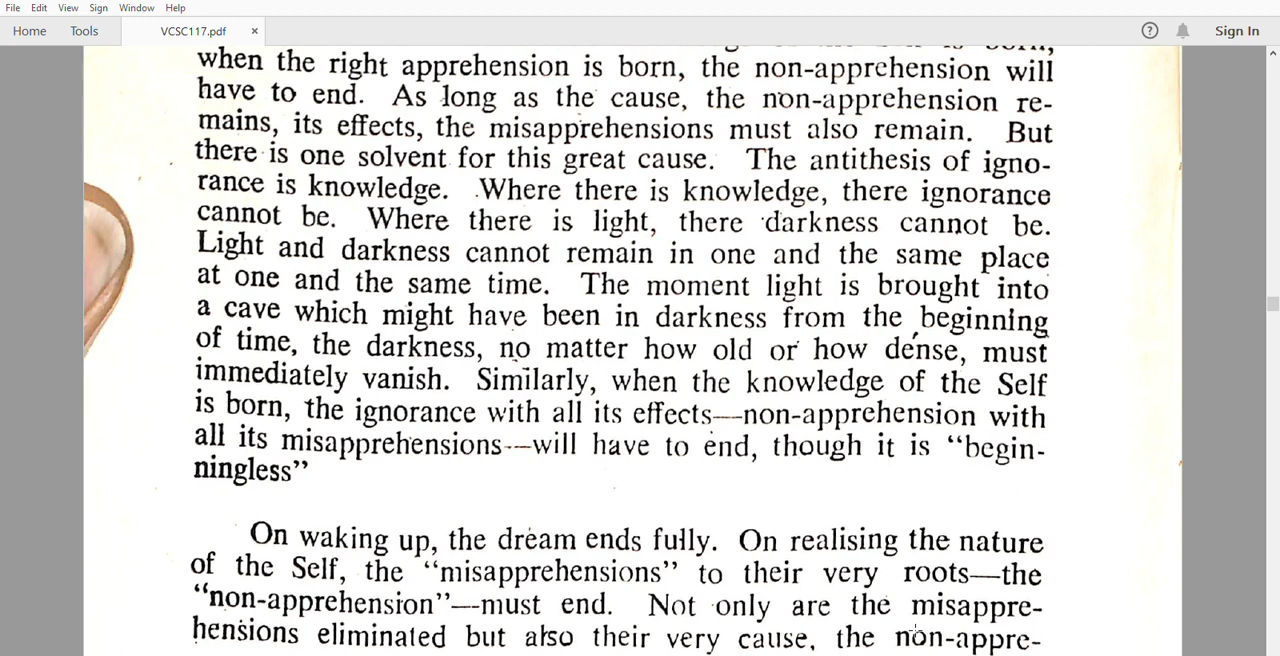 File Edit View Sign Window Help
Home Tools VCSC117.pdf × ? Sign In
when the right apprehension is born, the non-apprehension will
have to end. As long as the cause, the non-apprehension re-
mains, its effects, the misapprehensions must also remain. But
there is one solvent for this great cause. The antithesis of igno-
rance is knowledge. Where there is knowledge, there ignorance
cannot be. Where there is light, there darkness cannot be.
Light and darkness cannot remain in one and the same place
at one and the same time. The moment light is brought into
a cave which might have been in darkness from the beginning
of time, the darkness, no matter how old or how dense, must
immediately vanish. Similarly, when the knowledge of the Self
is born, the ignorance with all its effects—non-apprehension with
all its misapprehensions—will have to end, though it is “begin-
ningless”
On waking up, the dream ends fully. On realising the nature
of the Self, the “misapprehensions” to their very roots—the
“non-apprehension”—must end. Not only are the misappre-
hensions eliminated but also their very cause, the non-appre-